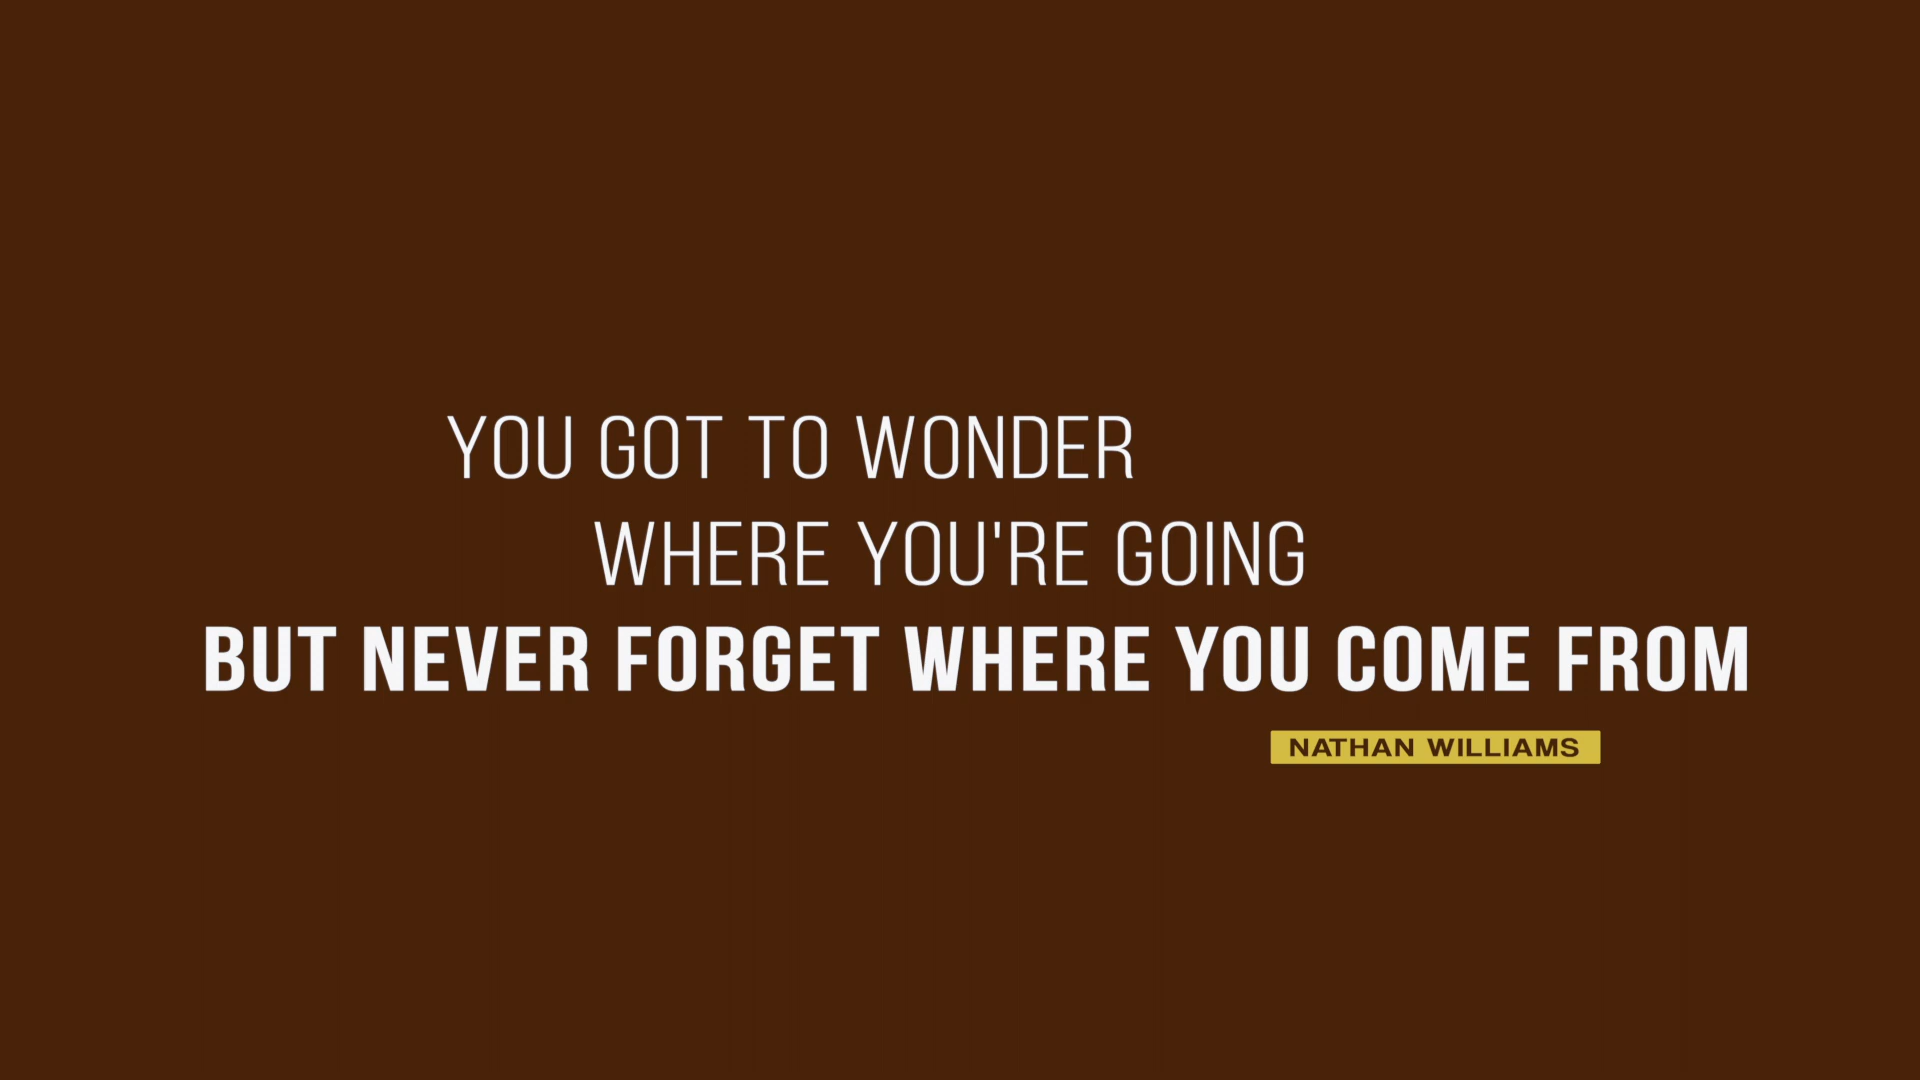 YOU GOT TO WONDER
WHERE YOU'RE GOING
BUT NEVER FORGET WHERE YOU COME FROM
NATHAN WILLIAMS